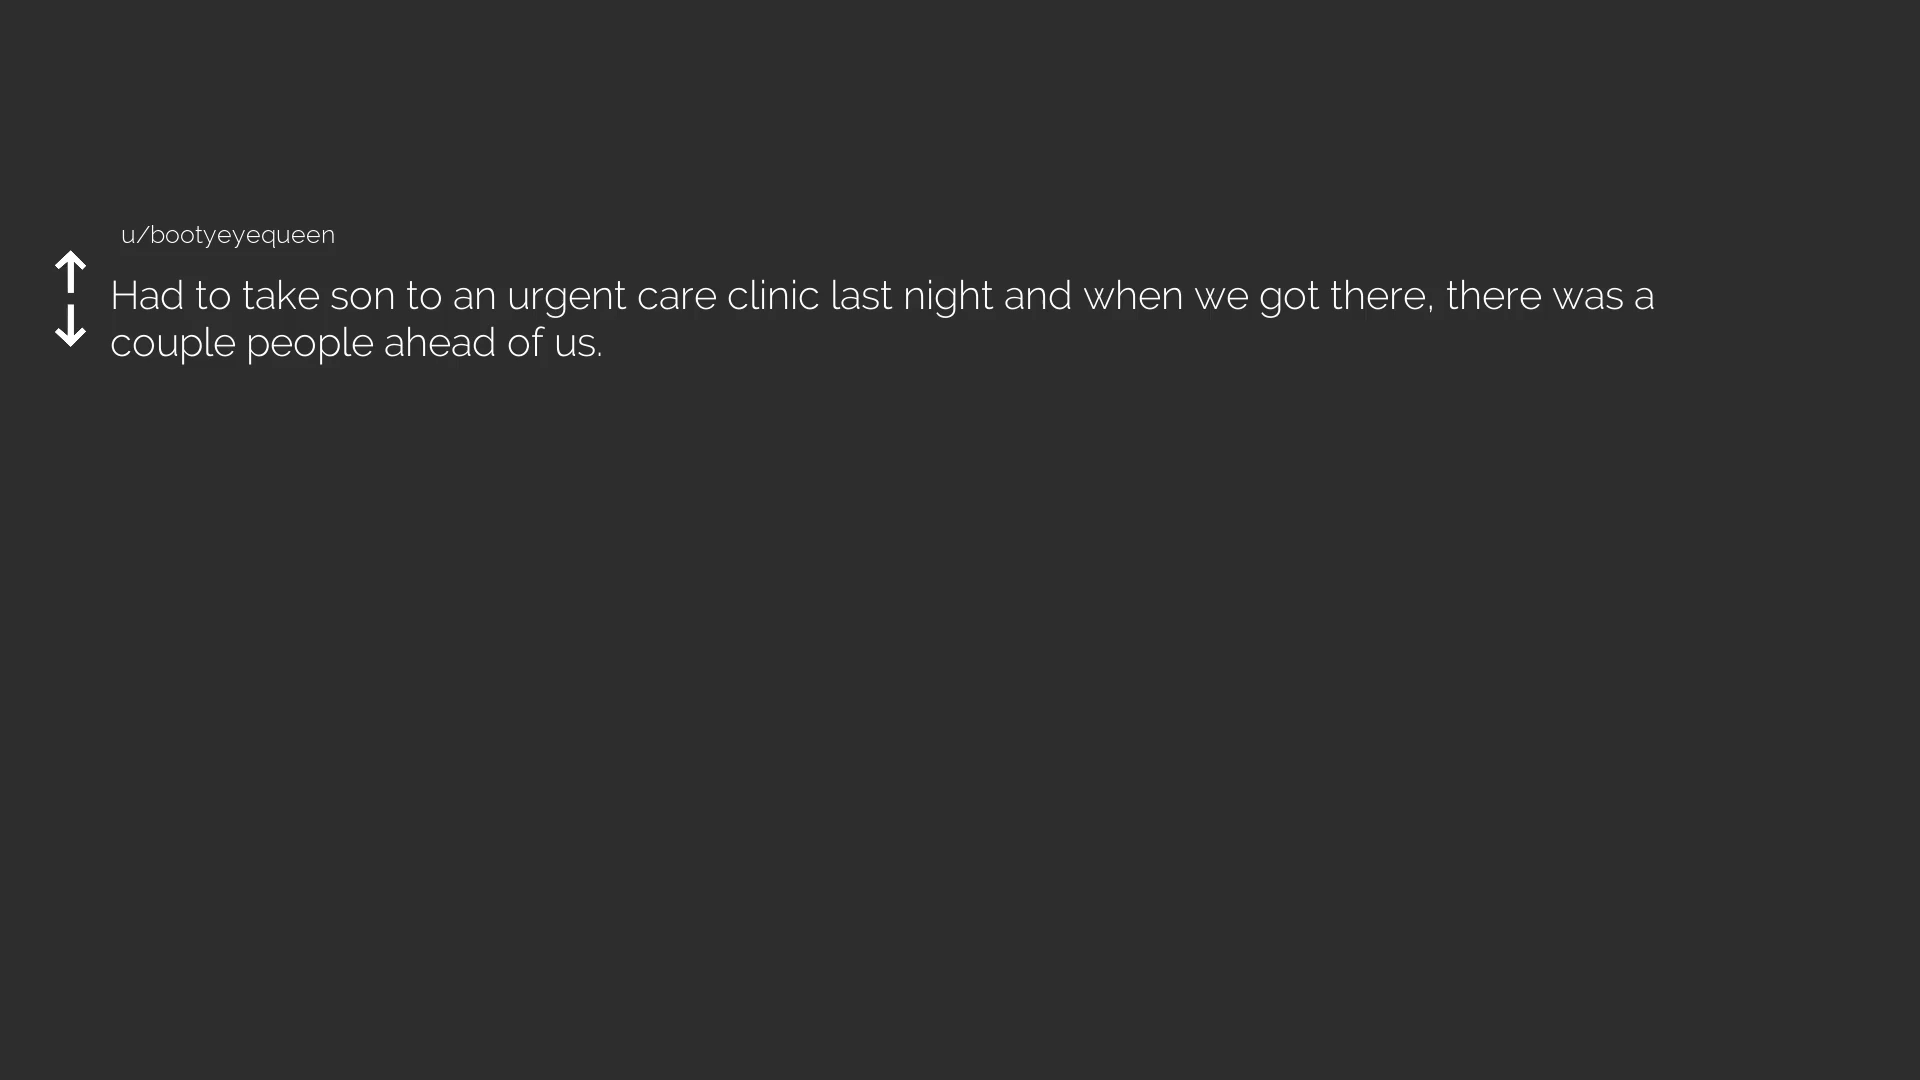 u/bootyeyequeen
Had to take son to an urgent care clinic last night and when we got there, there was a
couple people ahead of us.